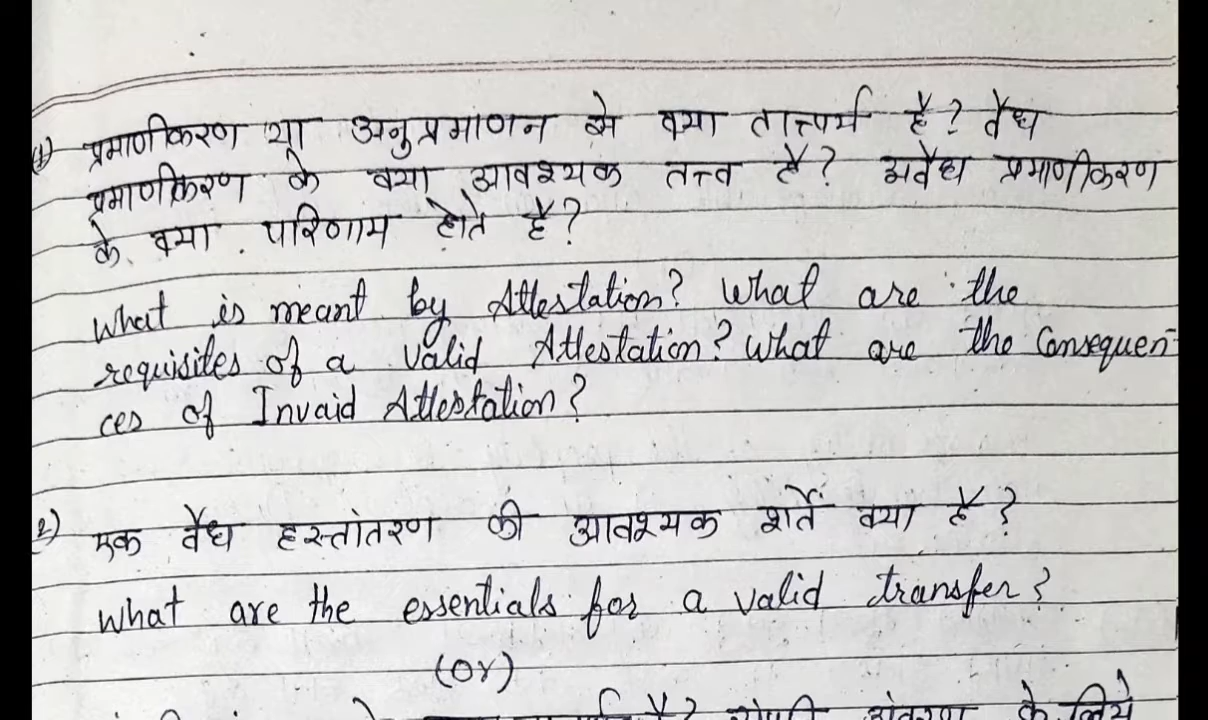 (1) प्रमाणीकरण या अनुप्रमाणन से क्या तात्पर्य है? वैध
प्रमाणीकरण के क्या आवश्यक तत्त्व है? अवैध प्रमाणीकरण
के क्या परिणाम होते है?
What is meant by Attestation? What are the
requisites of a valid Attestation? What are the Consequen-
ces of Invaid Attestation?
2) एक वैध हस्तांतरण की आवश्यक शर्तें क्या है?
What are the essentials for a valid transfer?
(Or)
है? के लिये